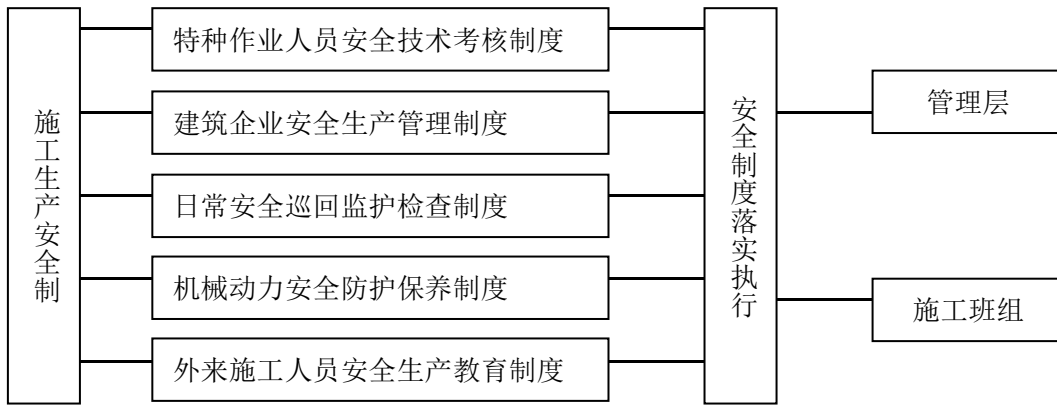 施工生产安全制
特种作业人员安全技术考核制度
建筑企业安全生产管理制度
日常安全巡回监护检查制度
机械动力安全防护保养制度
外来施工人员安全生产教育制度
安全制度落实执行
管理层
施工班组